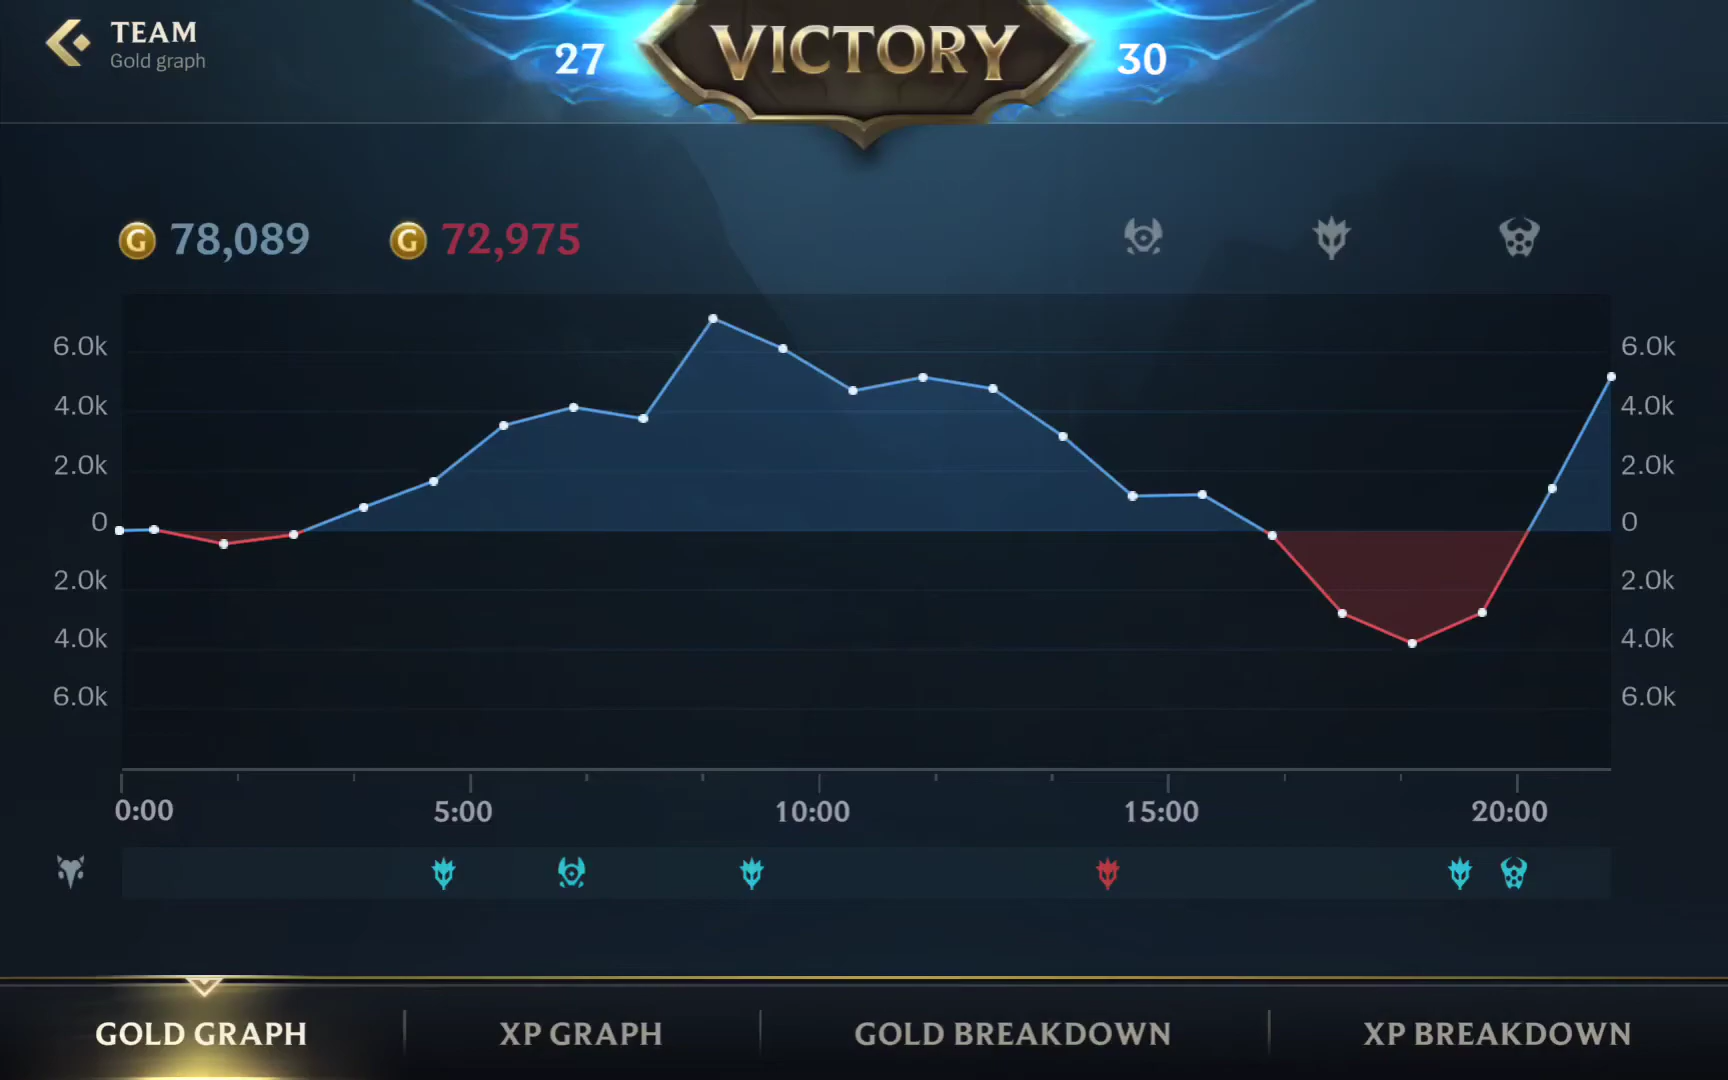 TEAM
Gold graph
27 VICTORY 30
G 78,089 G 72,975
6.0k 6.0k
4.0k 4.0k
2.0k 2.0k
0 0
2.0k 2.0k
4.0k 4.0k
6.0k 6.0k
0:00 5:00 10:00 15:00 20:00
GOLD GRAPH XP GRAPH GOLD BREAKDOWN XP BREAKDOWN